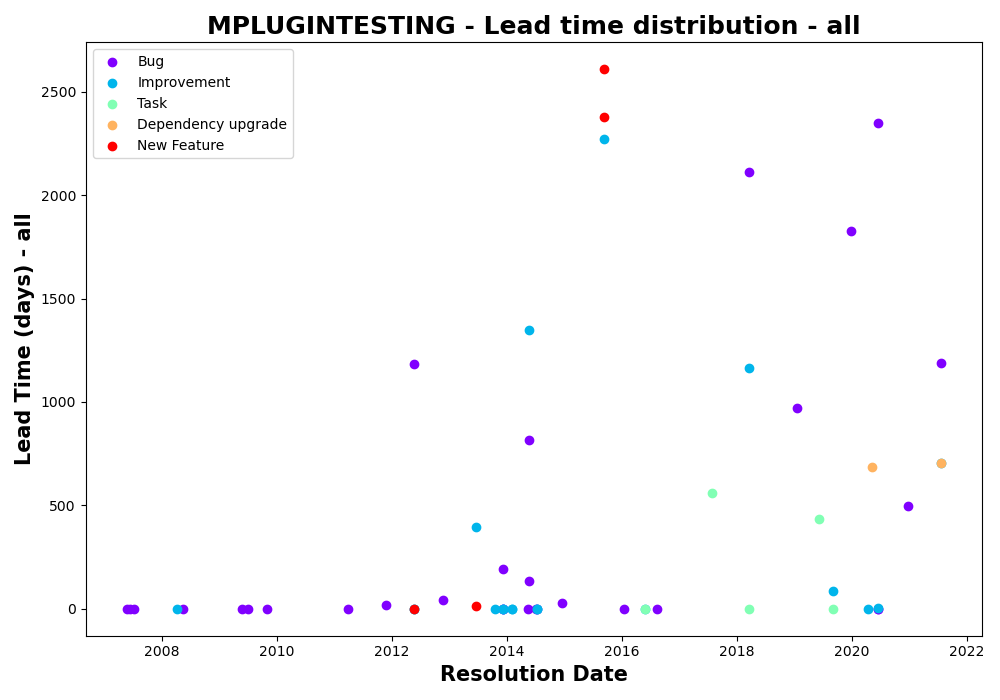 MPLUGINTESTING - Lead time distribution - all
Bug
Improvement
Task
Dependency upgrade
New Feature
Lead Time (days) - all
2500
2000
1500
1000
500
0
2008 2010 2012 2014 2016 2018 2020 2022
Resolution Date